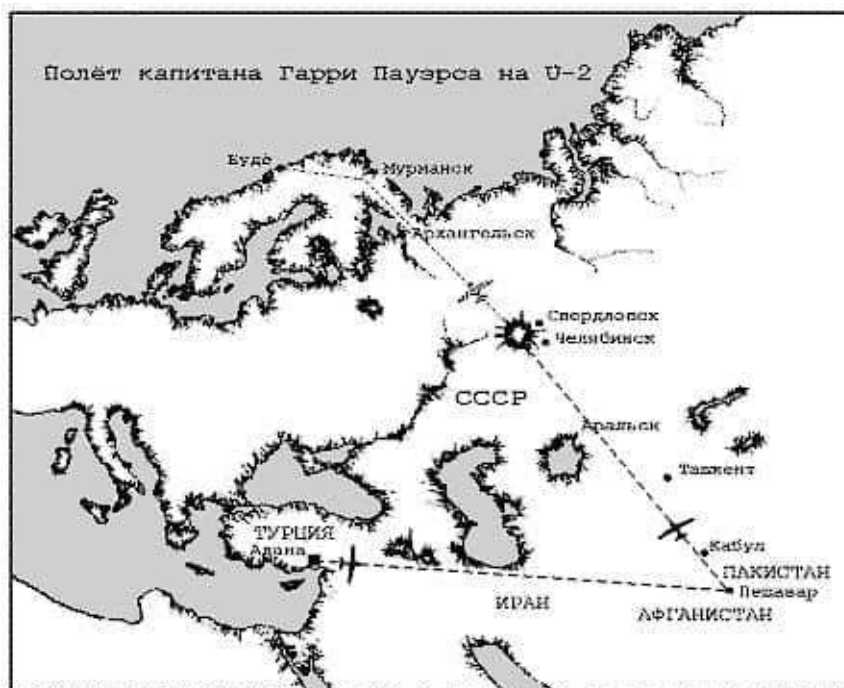 Полёт капитана Гарри Пауэрса на U-2
Будё
Мурманск
Архангельск
Свердловск
Челябинск
СССР
Аральск
Ташкент
ТУРЦИЯ
Адана
Кабул
ПАКИСТАН
Пешавар
ИРАН
АФГАНИСТАН